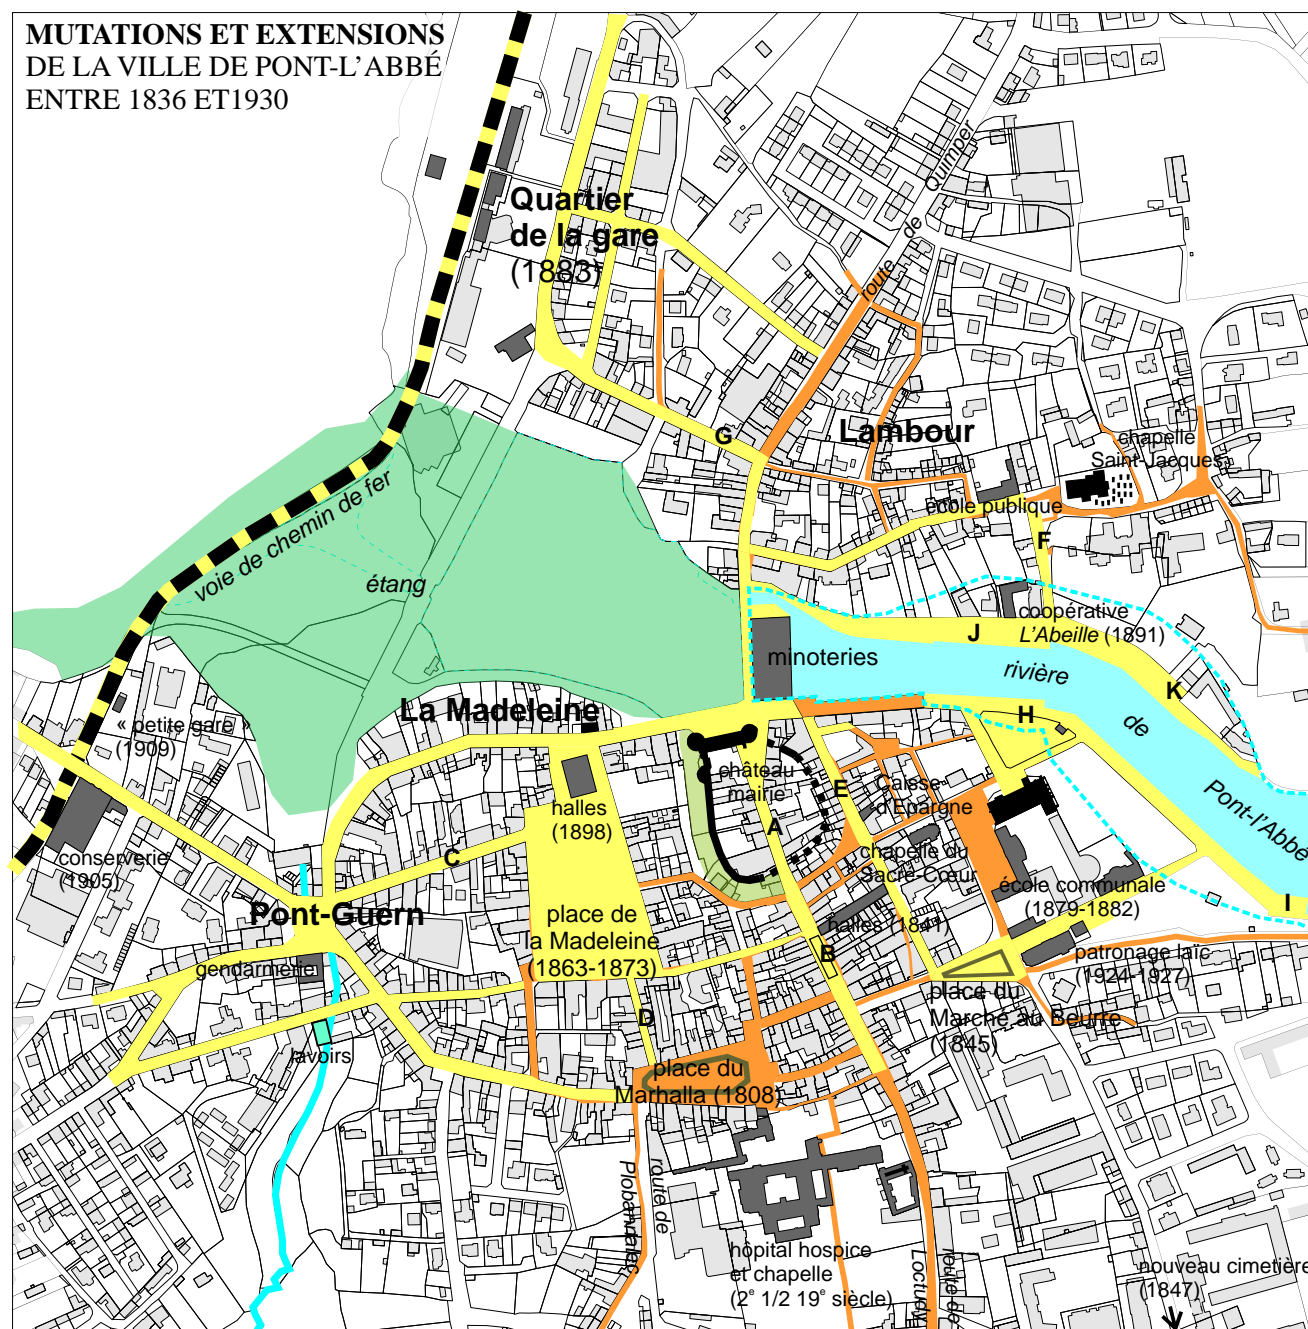 MUTATIONS ET EXTENSIONS
DE LA VILLE DE PONT-L'ABBÉ
ENTRE 1836 ET1930
Quartier
de la gare
(1883)
route de Quimper
Lambour
chapelle
Saint-Jacques
école publique
G
F
voie de chemin de fer
étang
coopérative
L'Abeille (1891)
J
minoteries
rivière
de
Pont-l'Abbé
K
H
I
La Madeleine
« petite gare »
(1909)
château
mairie
Caisse
d'Epargne
E
A
halles
(1898)
conserverie
(1905)
C
chapelle du
Sacré-Cœur
école communale
(1879-1882)
Pont-Guern
place de
la Madeleine
(1863-1873)
halles (1841)
B
gendarmerie
patronage laïc
(1924-1927)
place du
Marché au Beurre
(1845)
D
lavoirs
place du
Marhalla (1808)
route de
Plobannalec
hôpital hospice
et chapelle
(2e 1/2 19e siècle)
route de
Loctudy
nouveau cimetière
(1847)